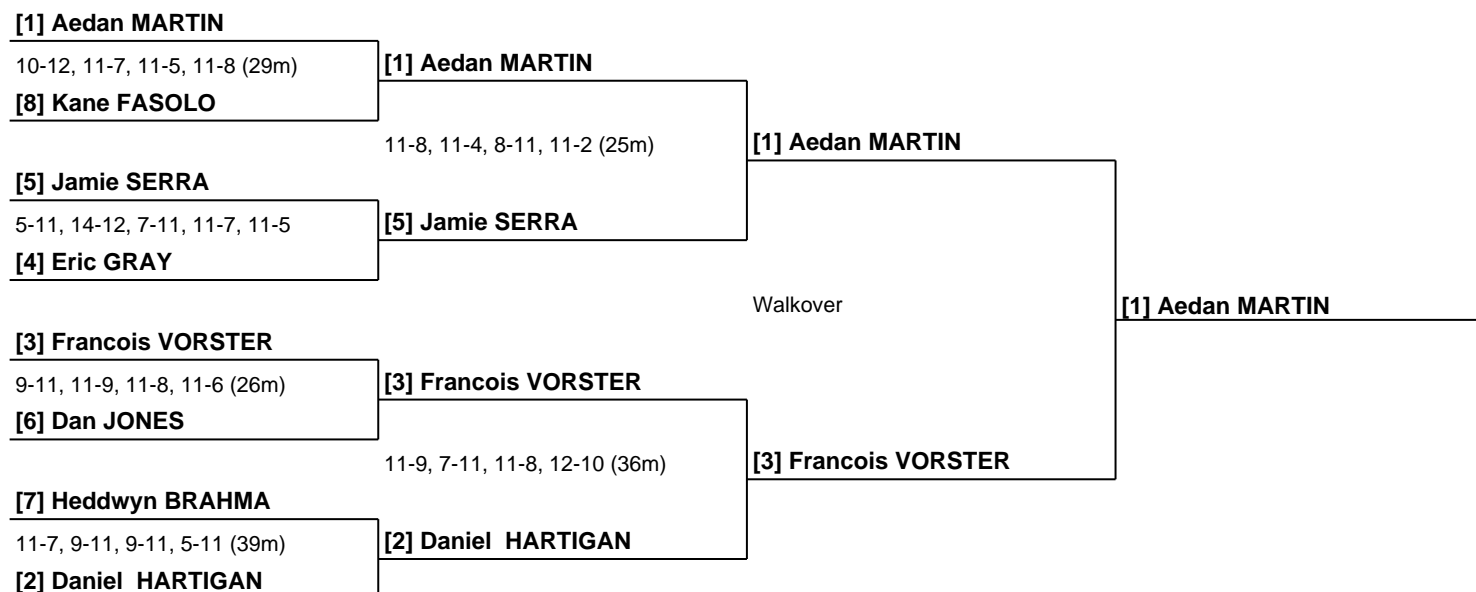 [1] Aedan MARTIN
10-12, 11-7, 11-5, 11-8 (29m)
[1] Aedan MARTIN
[8] Kane FASOLO
11-8, 11-4, 8-11, 11-2 (25m)
[1] Aedan MARTIN
[5] Jamie SERRA
5-11, 14-12, 7-11, 11-7, 11-5
[5] Jamie SERRA
[4] Eric GRAY
Walkover
[1] Aedan MARTIN
[3] Francois VORSTER
9-11, 11-9, 11-8, 11-6 (26m)
[3] Francois VORSTER
[6] Dan JONES
11-9, 7-11, 11-8, 12-10 (36m)
[3] Francois VORSTER
[7] Heddwyn BRAHMA
11-7, 9-11, 9-11, 5-11 (39m)
[2] Daniel  HARTIGAN
[2] Daniel  HARTIGAN